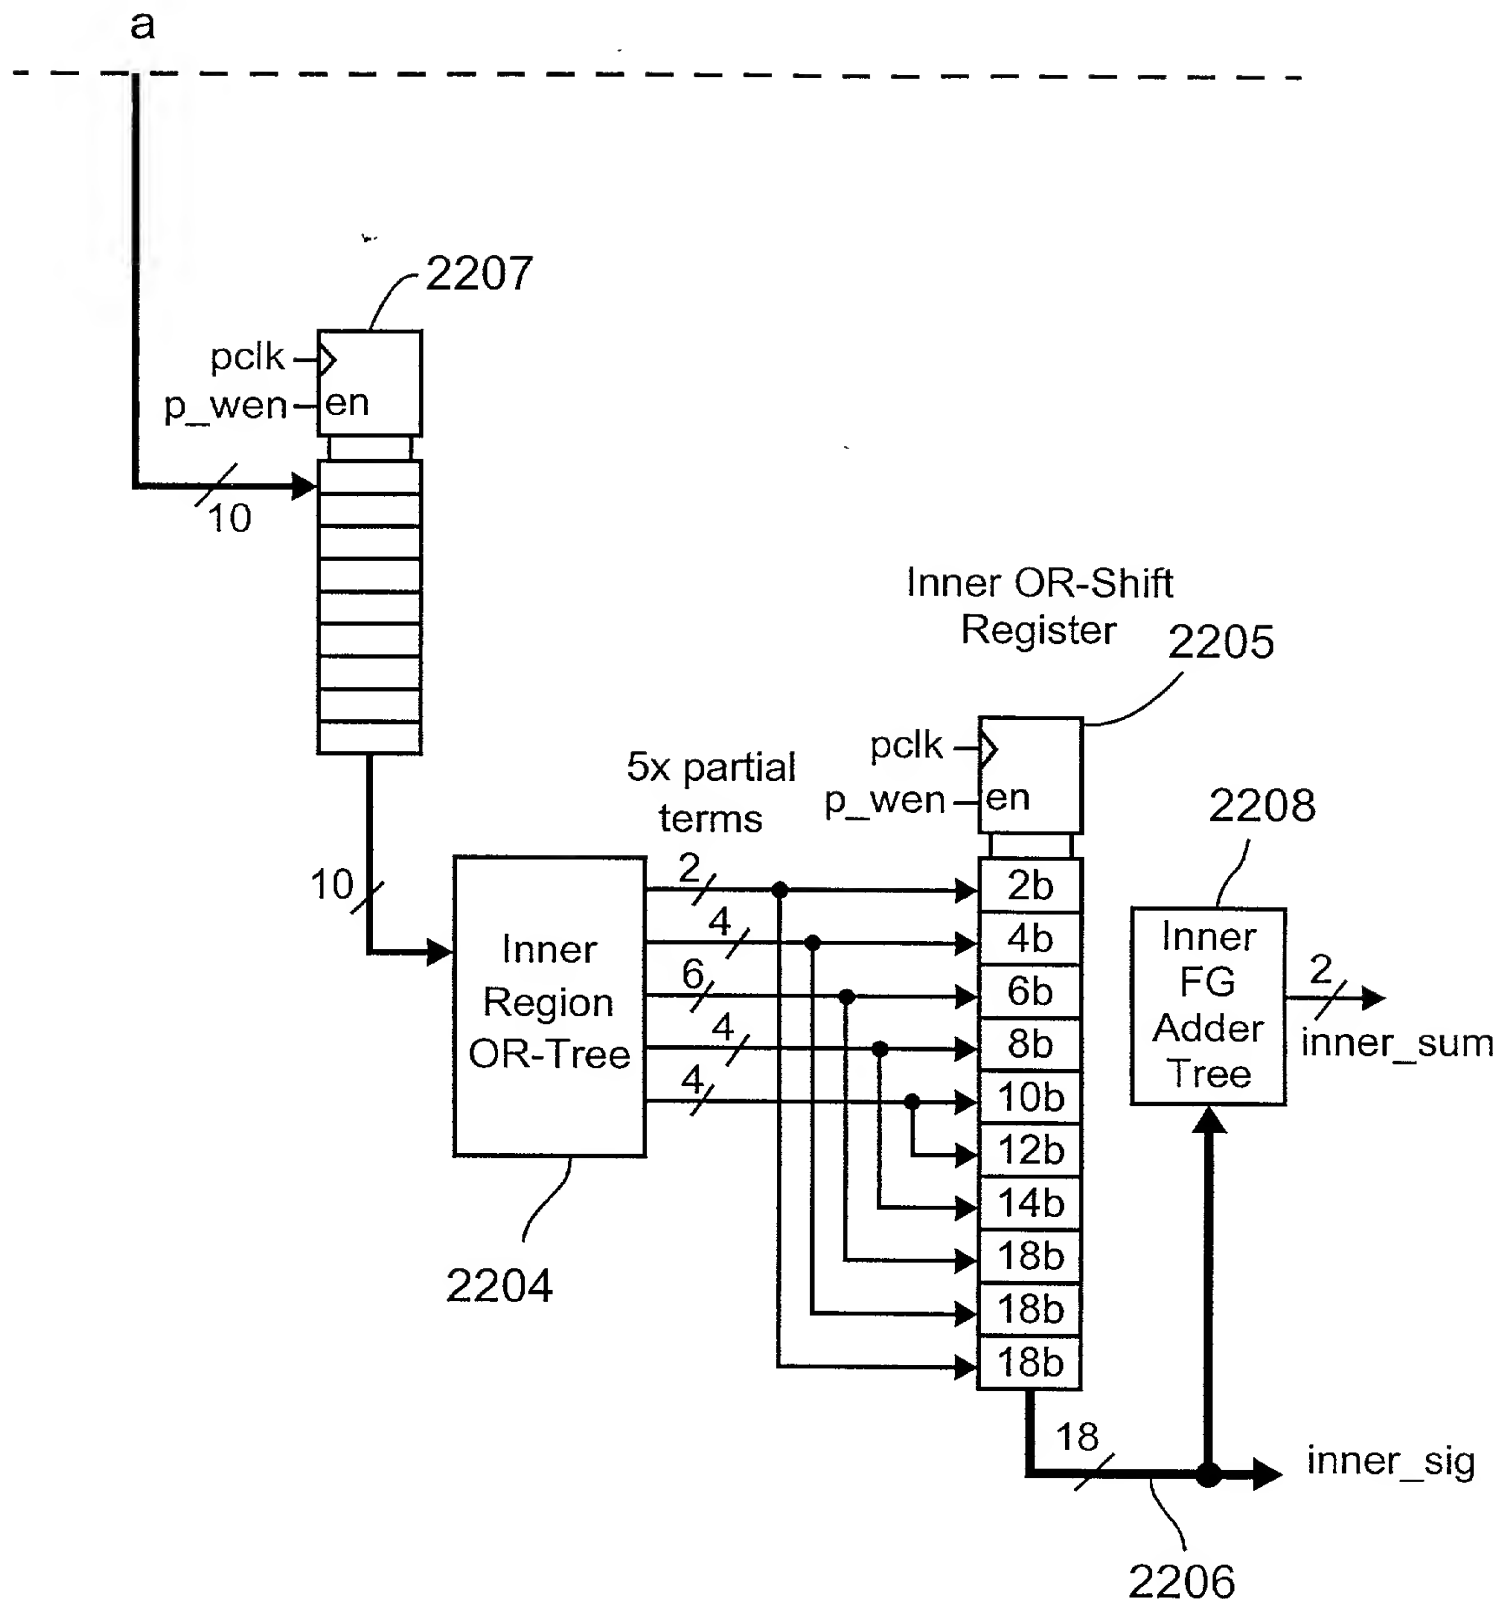 a
2207
pclk
p_wen
en
10
Inner OR-Shift
Register
2205
pclk
p_wen
en
5x partial
terms
2208
10
2
4
6
4
4
Inner
Region
OR-Tree
2b
4b
6b
8b
10b
12b
14b
18b
18b
18b
Inner
FG
Adder
Tree
2
inner_sum
2204
18
inner_sig
2206